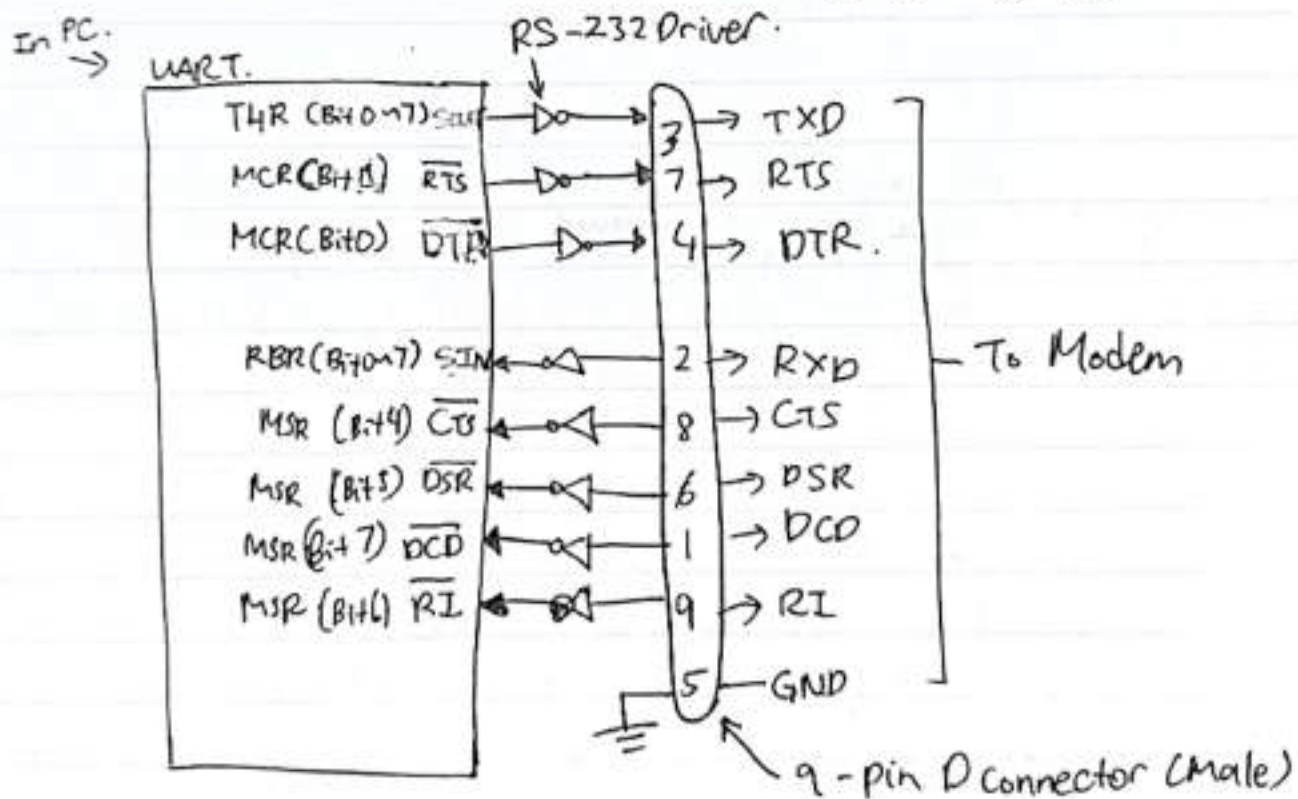 In PC.
RS-232 Driver.
UART.
THR (Bit 0~7) SOUT 3 → TXD
MCR (Bit 1) RTS 7 → RTS
MCR (Bit 0) DTR 4 → DTR.
RBR (Bit 0~7) SIN 2 → RXD
To Modem
MSR (Bit 4) CTS 8 → CTS
MSR (Bit 5) DSR 6 → DSR
MSR (Bit 7) DCD 1 → DCD
MSR (Bit 6) RI 9 → RI
5 GND
9-pin D connector (Male)